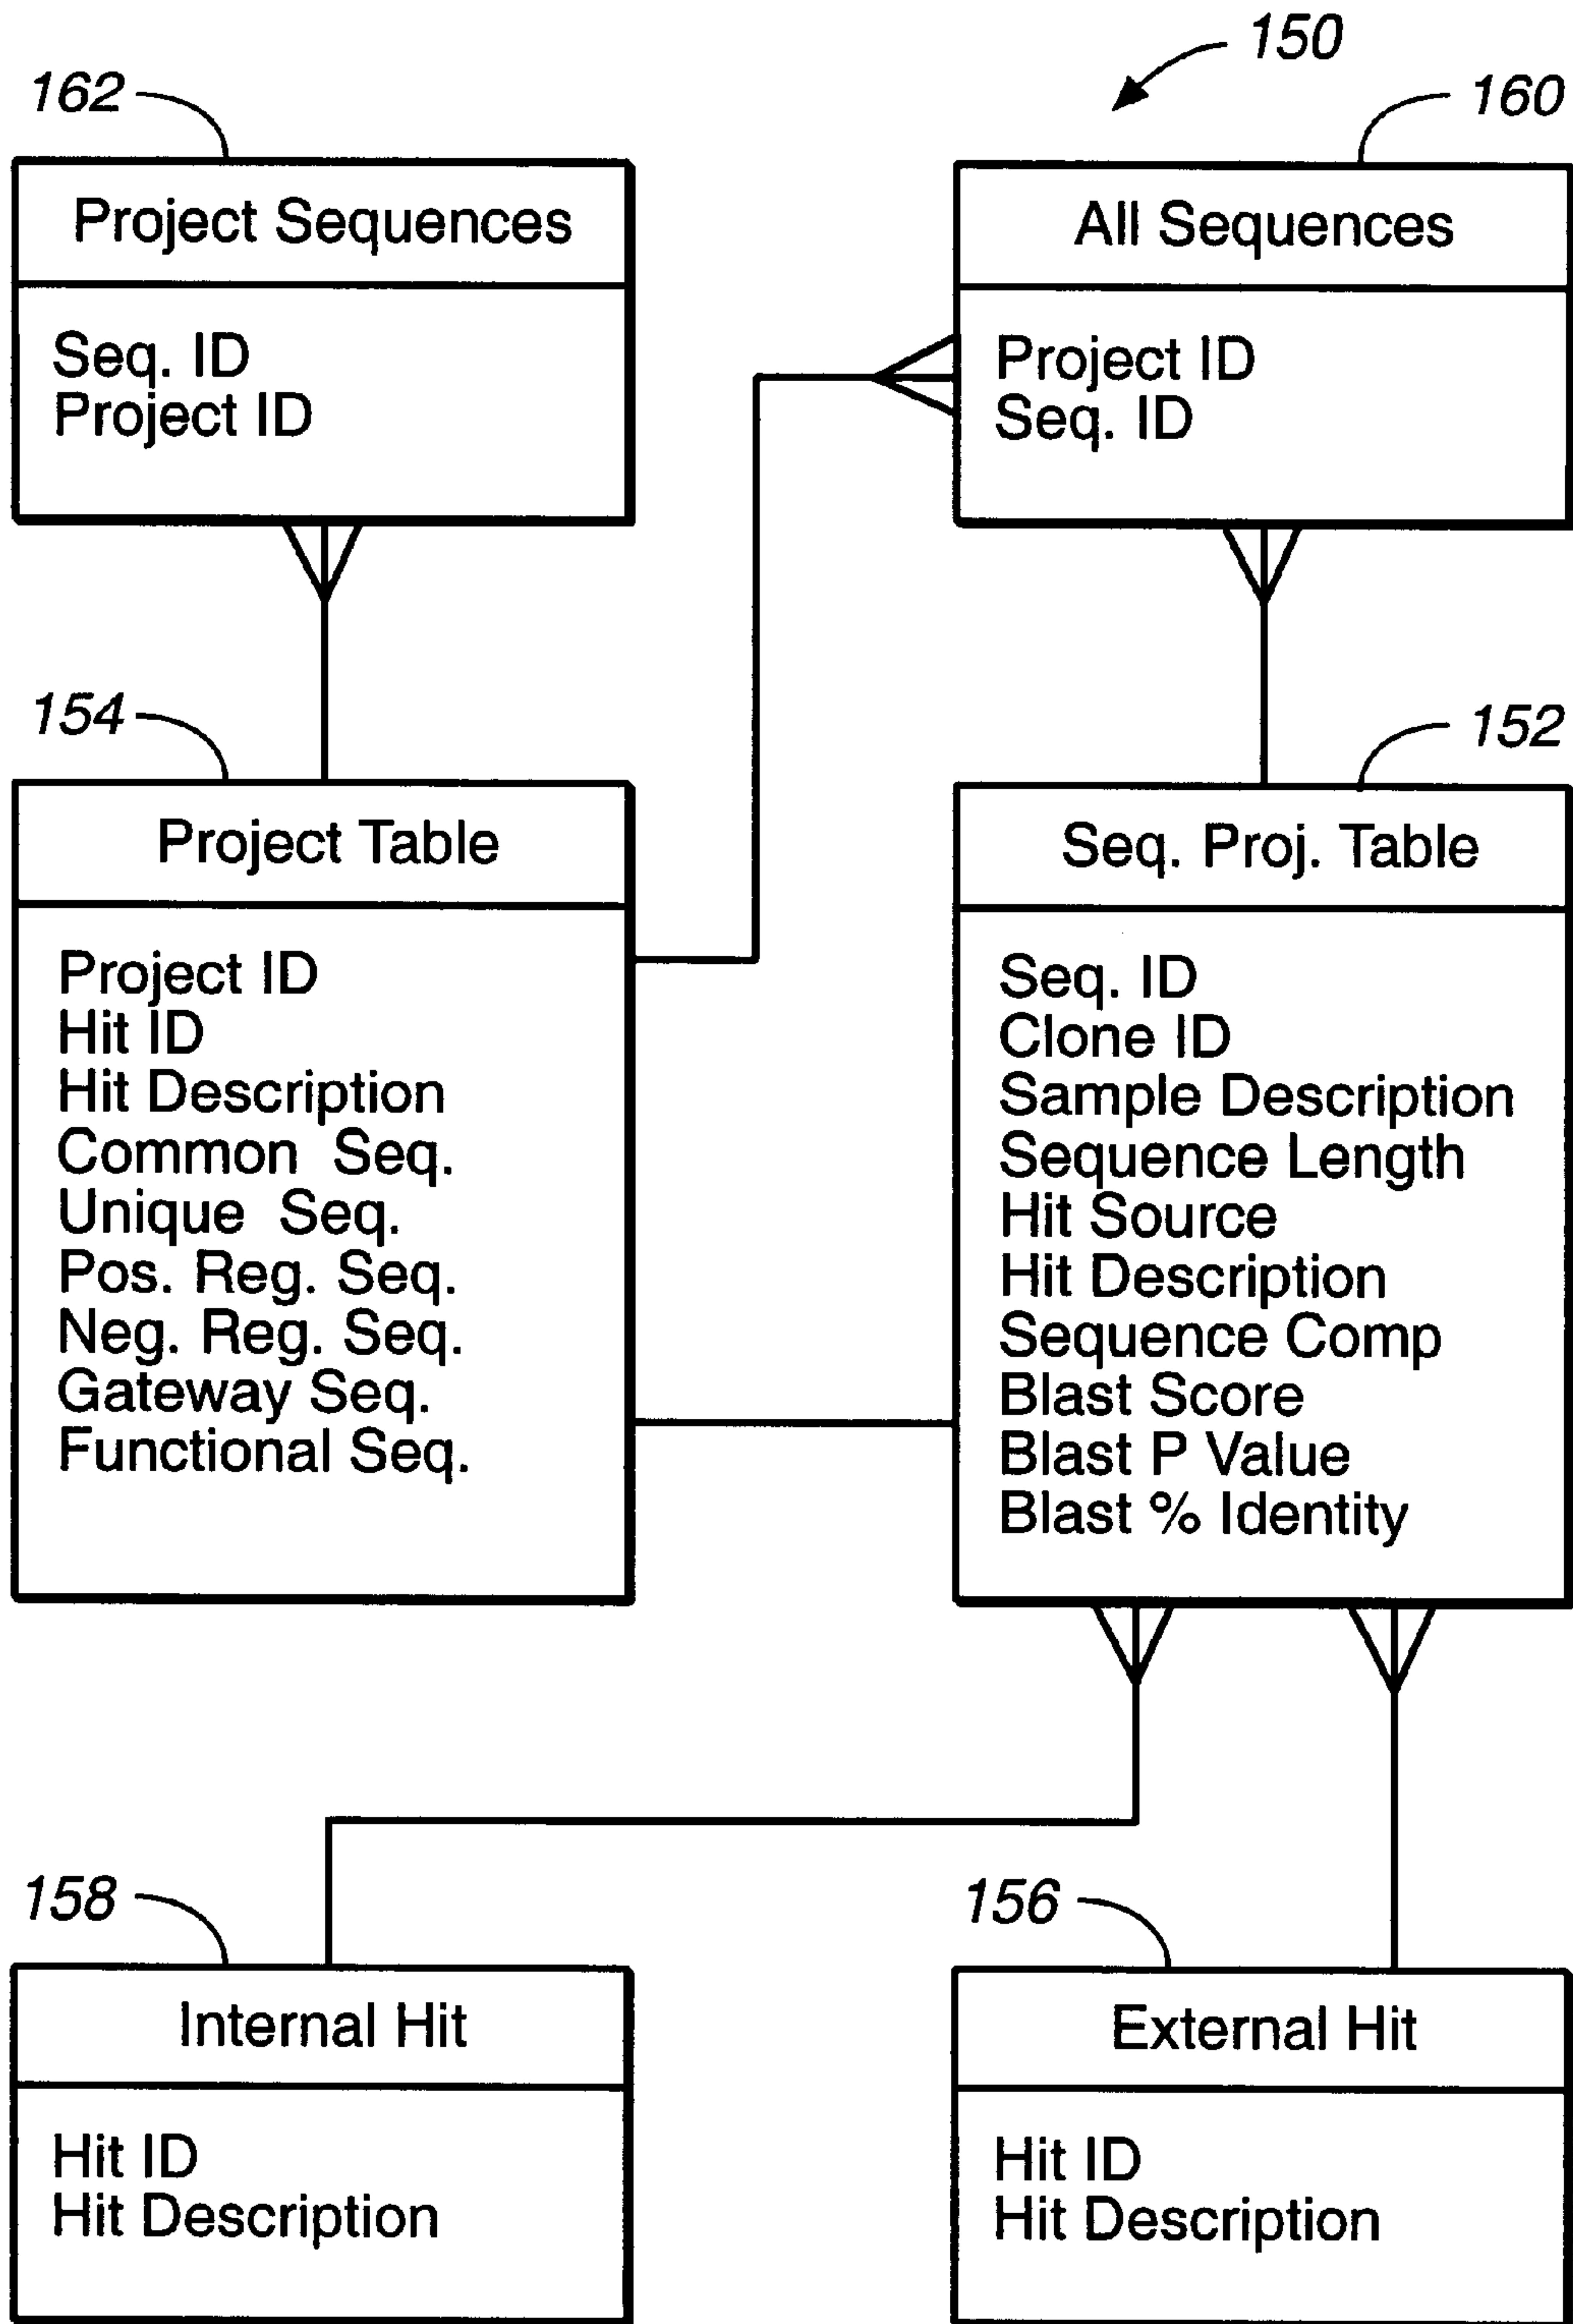 150
162
160
Project Sequences
Seq. ID
Project ID
All Sequences
Project ID
Seq. ID
154
152
Project Table
Project ID
Hit ID
Hit Description
Common Seq.
Unique Seq.
Pos. Reg. Seq.
Neg. Reg. Seq.
Gateway Seq.
Functional Seq.
Seq. Proj. Table
Seq. ID
Clone ID
Sample Description
Sequence Length
Hit Source
Hit Description
Sequence Comp
Blast Score
Blast P Value
Blast % Identity
158
156
Internal Hit
Hit ID
Hit Description
External Hit
Hit ID
Hit Description